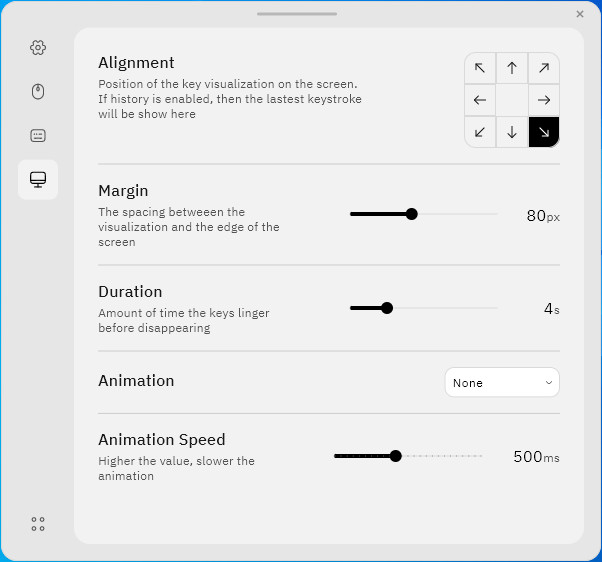 Alignment
Position of the key visualization on the screen.
If history is enabled, then the lastest keystroke
will be show here
Margin
The spacing betweeen the
visualization and the edge of the
screen
80px
Duration
Amount of time the keys linger
before disappearing
4s
Animation
None
Animation Speed
Higher the value, slower the
animation
500ms